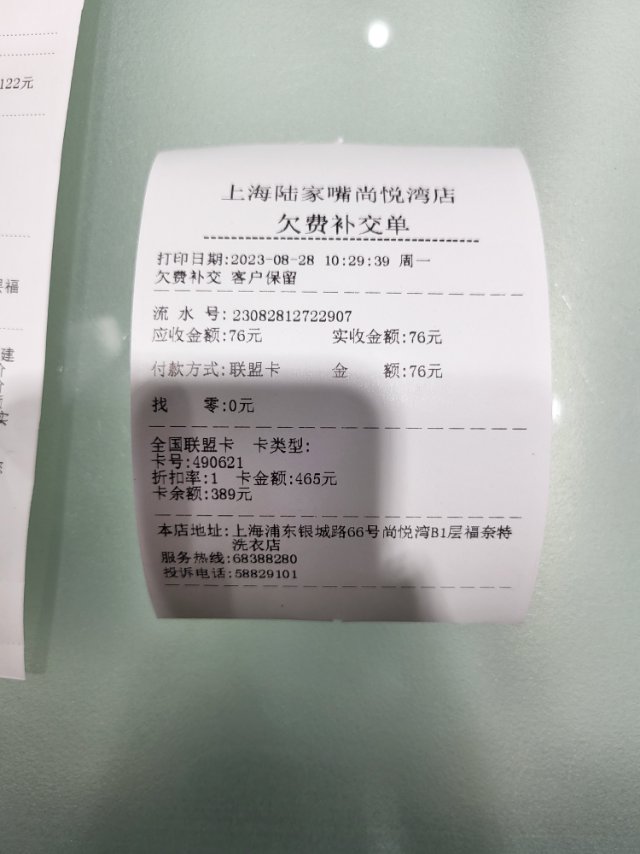 122元
层福
建
实
上海陆家嘴尚悦湾店
欠费补交单
打印日期:2023-08-28 10:29:39 周一
欠费补交 客户保留
流 水 号: 23082812722907
应收金额:76元 实收金额:76元
付款方式:联盟卡 金 额:76元
找 零:0元
全国联盟卡 卡类型:
卡号:490621
折扣率:1 卡金额:465元
卡余额:389元
本店地址:上海浦东银城路66号尚悦湾B1层福奈特
洗衣店
服务热线:68388280
投诉电话:58829101